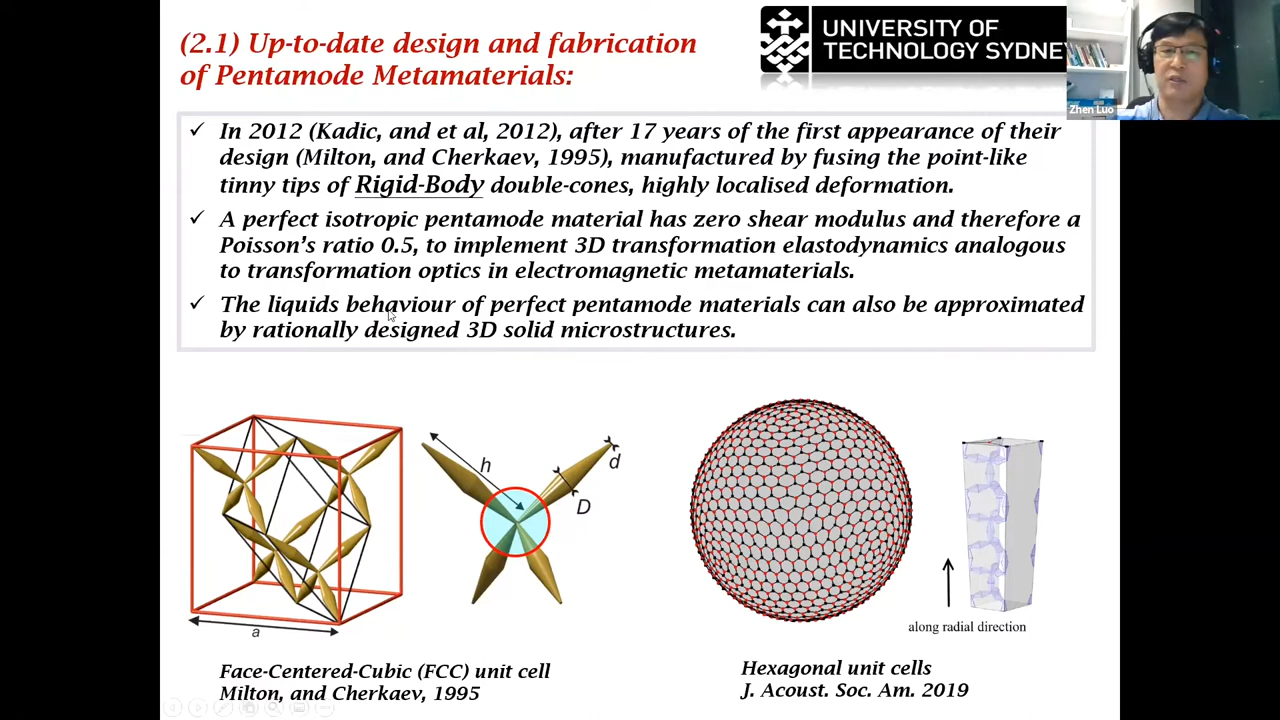 (2.1) Up-to-date design and fabrication
of Pentamode Metamaterials:
UNIVERSITY OF
TECHNOLOGY SYDNE
Zhen Luo
✓ In 2012 (Kadic, and et al, 2012), after 17 years of the first appearance of their
design (Milton, and Cherkaev, 1995), manufactured by fusing the point-like
tinny tips of Rigid-Body double-cones, highly localised deformation.
✓ A perfect isotropic pentamode material has zero shear modulus and therefore a
Poisson's ratio 0.5, to implement 3D transformation elastodynamics analogous
to transformation optics in electromagnetic metamaterials.
✓ The liquids behaviour of perfect pentamode materials can also be approximated
by rationally designed 3D solid microstructures.
a
h
d
D
along radial direction
Face-Centered-Cubic (FCC) unit cell
Milton, and Cherkaev, 1995
Hexagonal unit cells
J. Acoust. Soc. Am. 2019